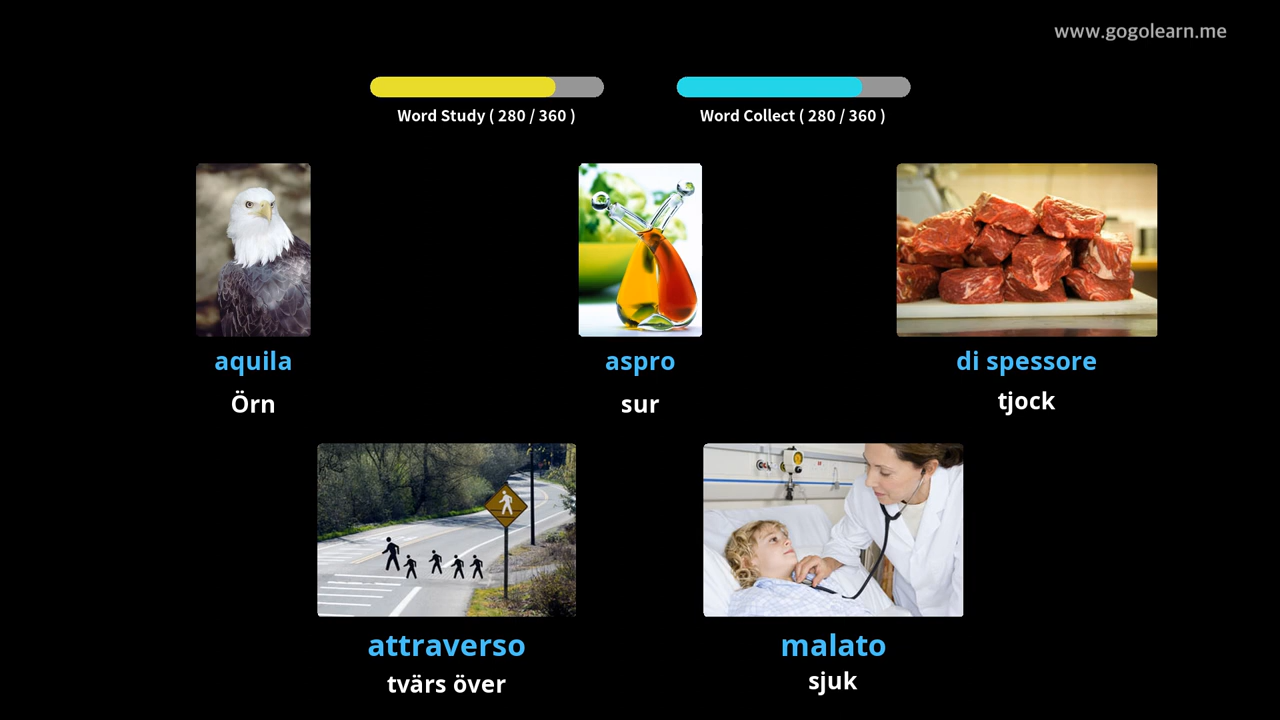 www.gogolearn.me
Word Study ( 280 / 360 )
Word Collect ( 280 / 360 )
aquila
Örn
aspro
sur
di spessore
tjock
attraverso
tvärs över
malato
sjuk